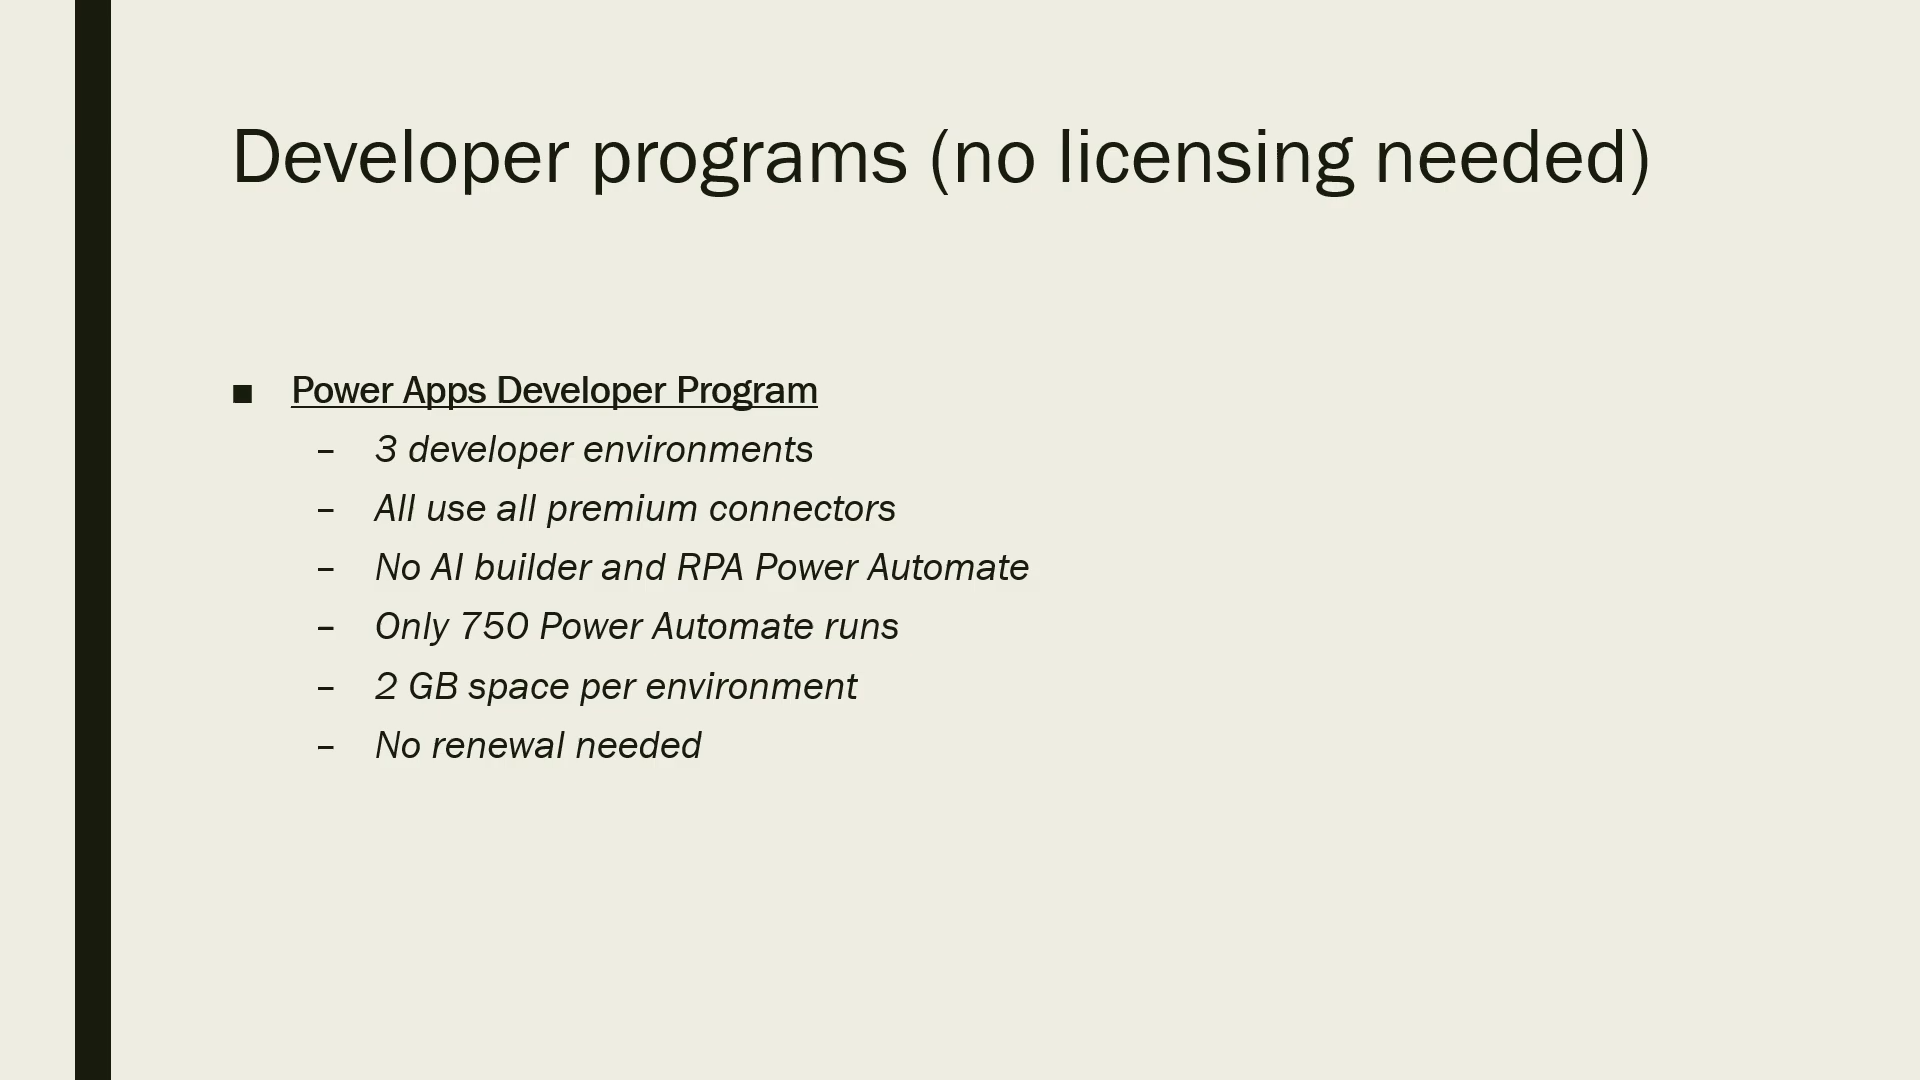 Developer programs (no licensing needed)
■ Power Apps Developer Program
– 3 developer environments
– All use all premium connectors
– No AI builder and RPA Power Automate
– Only 750 Power Automate runs
– 2 GB space per environment
– No renewal needed